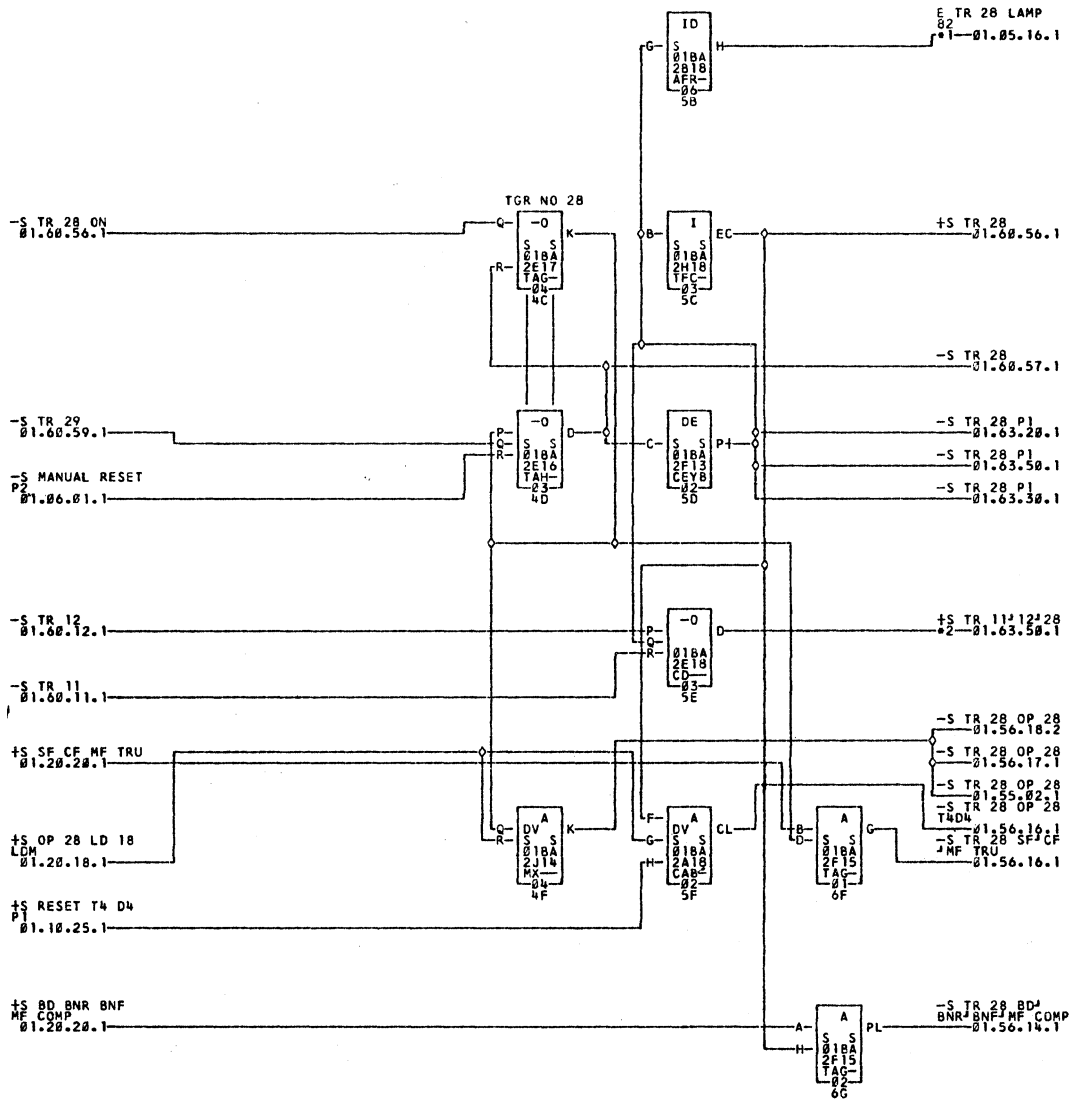 E TR 28 LAMP
82
*1—01.05.16.1
ID
G S H
01BA
2B18
AFR—
06
5B
TGR NO 28
-S TR 28 ON
01.60.56.1
Q -O K
S S
01BA
R 2E17
TAG—
04
4C
I
B S S EC
01BA
2H18
TFC—
03
5C
+S TR 28
01.60.56.1
-S TR 28
01.60.57.1
-S TR 29
01.60.59.1
-S MANUAL RESET
P2
01.06.01.1
-O
P D
Q S S
R 01BA
2E16
TAH—
03
4D
DE
C S S P
01BA
2F13
CEYB
02
5D
-S TR 28 P1
01.63.20.1
-S TR 28 P1
01.63.50.1
-S TR 28 P1
01.63.30.1
-S TR 12
01.60.12.1
-S TR 11
01.60.11.1
-O
P D
Q
R 01BA
2E18
CD——
03
5E
+S TR 11 12 28
*2—01.63.50.1
-S TR 28 OP 28
01.56.18.2
-S TR 28 OP 28
01.56.17.1
-S TR 28 OP 28
01.55.02.1
-S TR 28 OP 28
T4D4
01.56.16.1
-S TR 28 SF CF
MF TRU
01.56.16.1
+S SF CF MF TRU
01.20.20.1
+S OP 28 LD 18
LDM
01.20.18.1
+S RESET T4 D4
P1
01.10.25.1
A
Q DV K
R S S
01BA
2J14
MX——
04
4F
F A
DV CL
G S S
01BA
H 2A18
CAB—
02
5F
A
B G
D S S
01BA
2F15
TAG—
01
6F
+S BD BNR BNF
MF COMP
01.20.20.1
A
A PL
S S
H 01BA
2F15
TAG—
02
6G
-S TR 28 BD
BNR BNF MF COMP
01.56.14.1